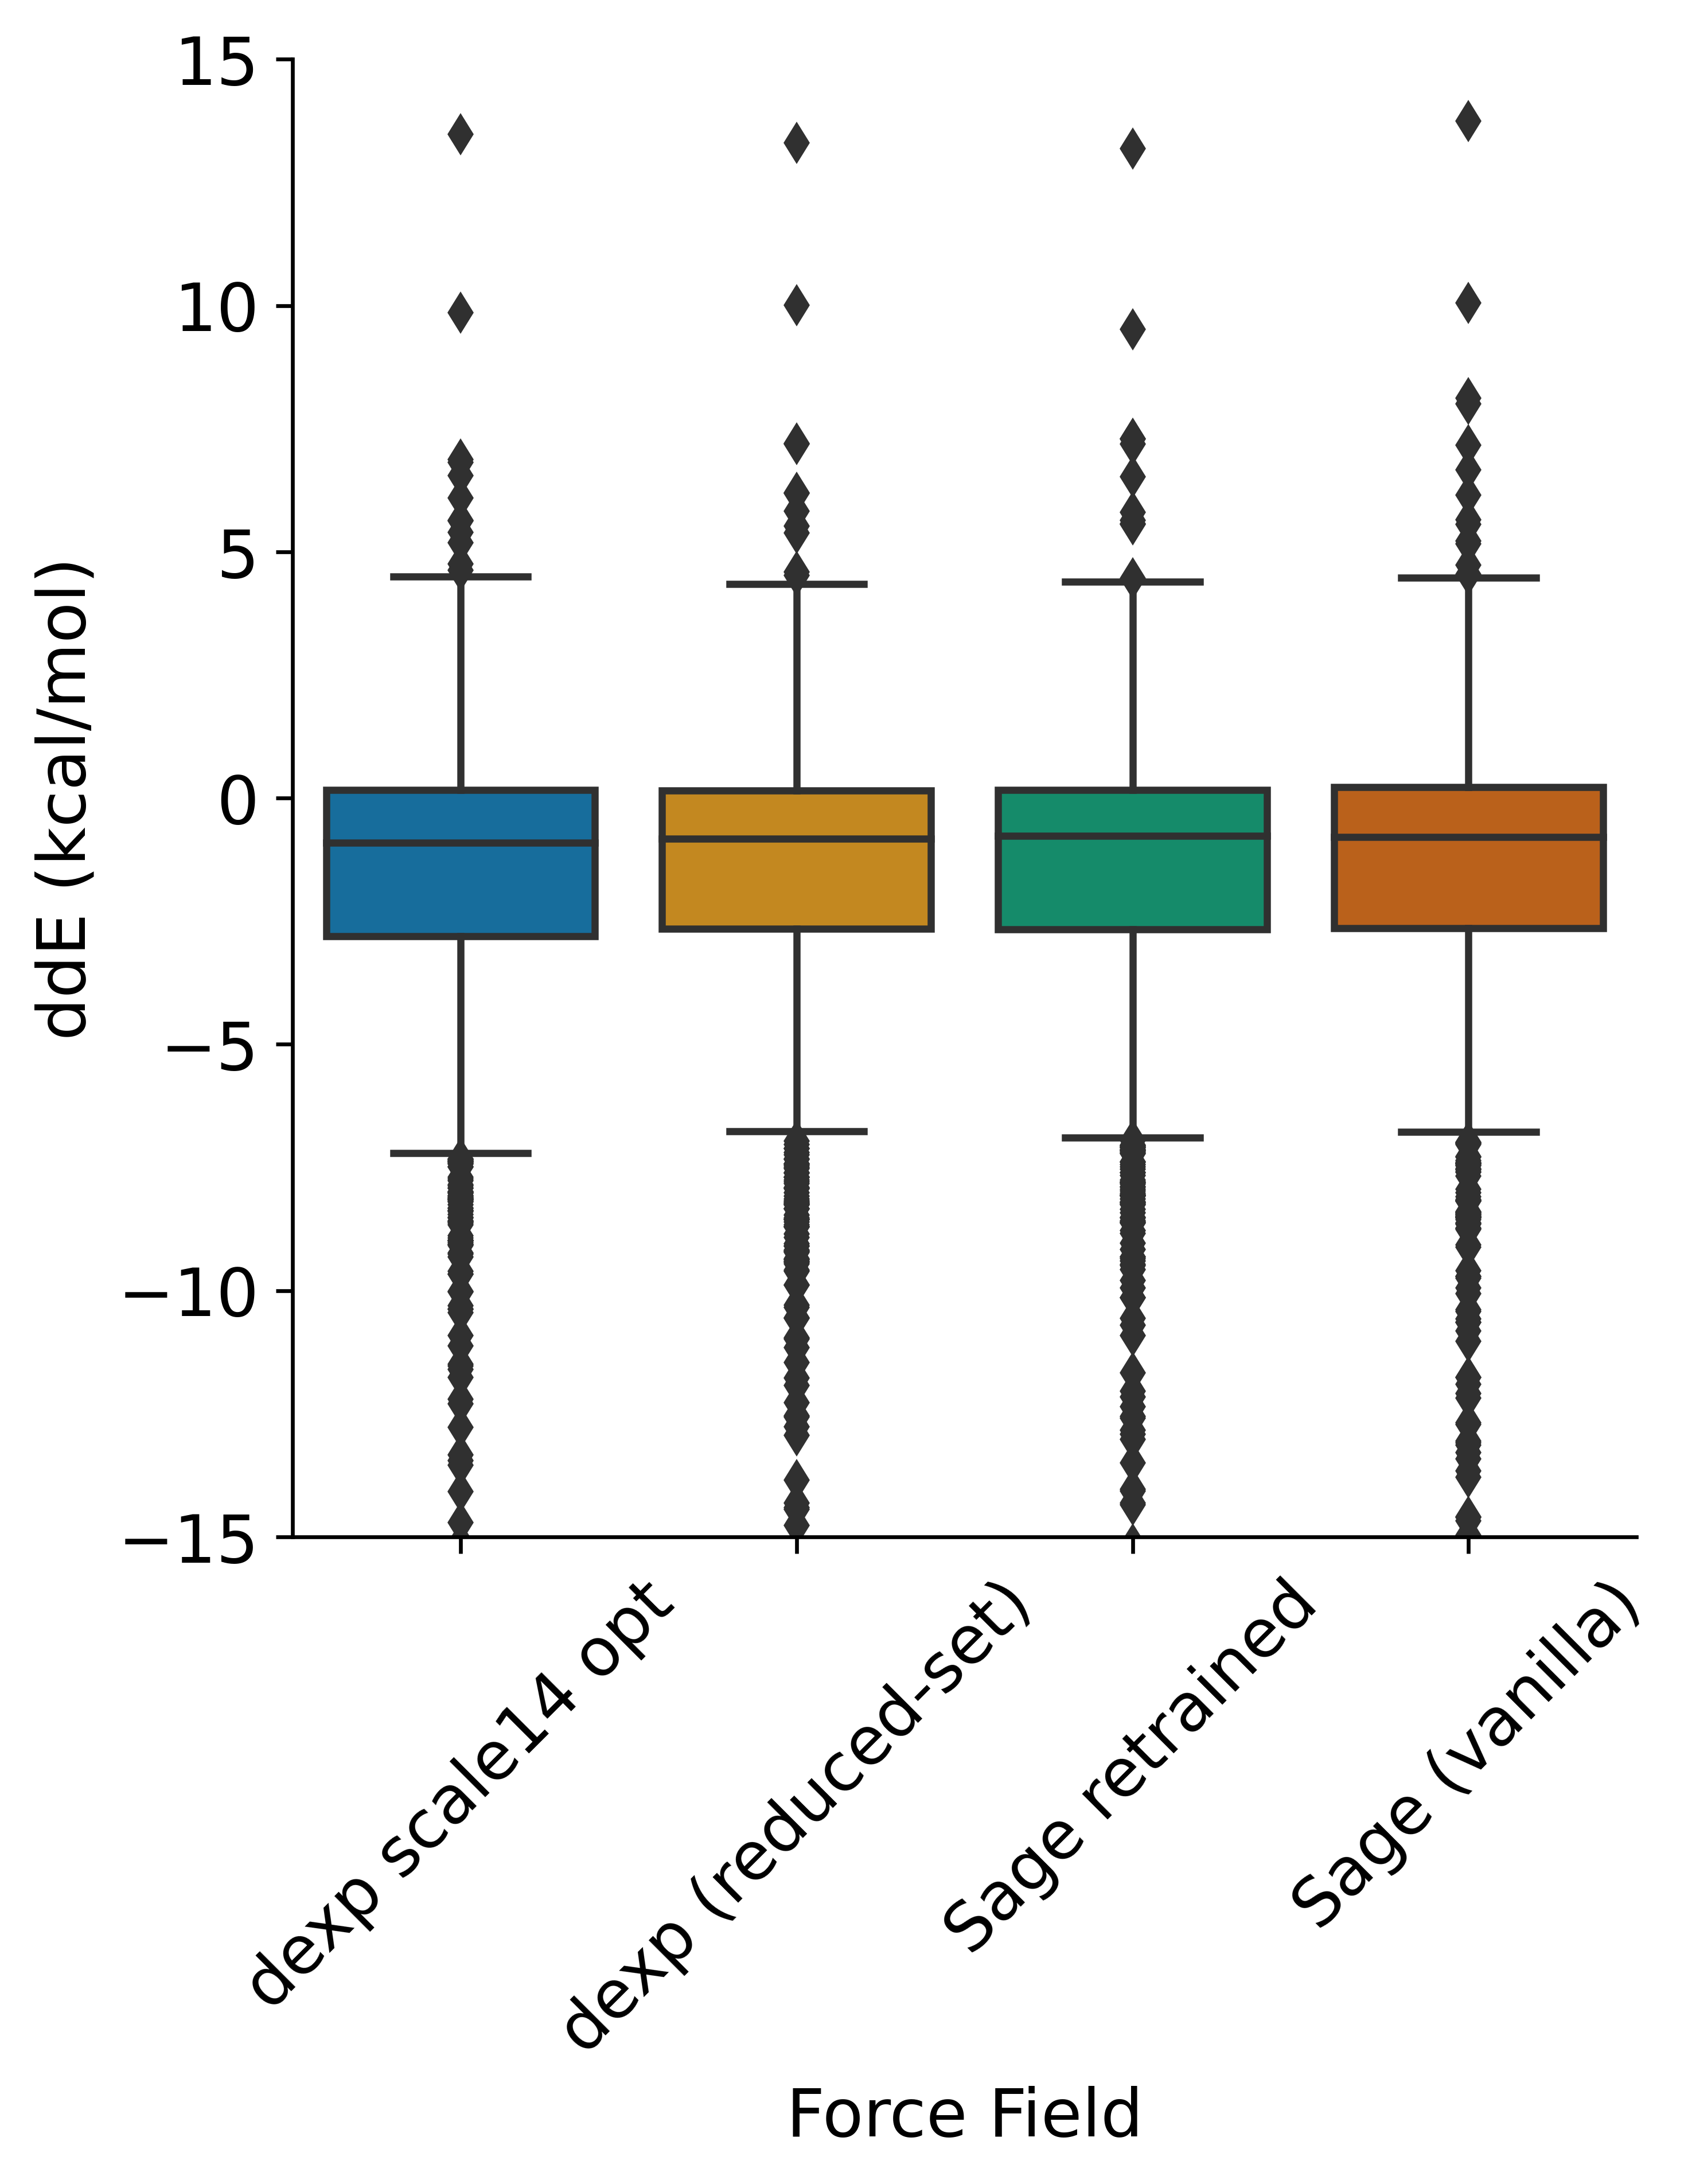 15
10
5
0
−5
−10
−15
ddE (kcal/mol)
dexp scale14 opt
dexp (reduced-set)
Sage retrained
Sage (vanilla)
Force Field